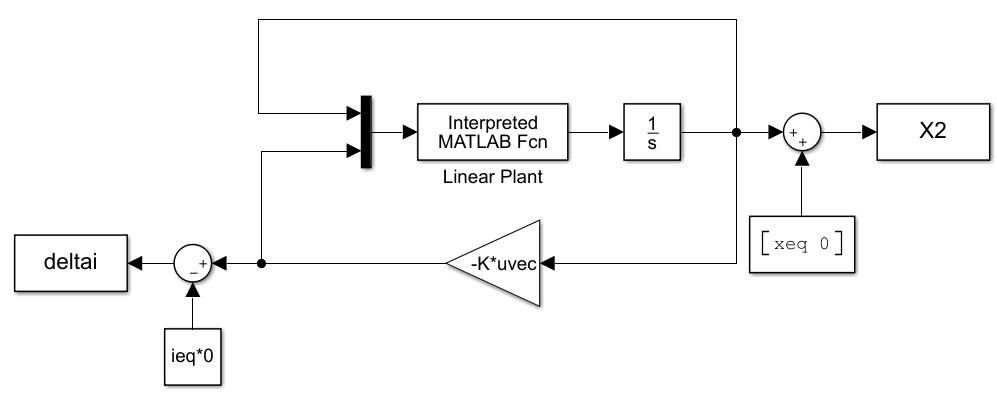 Interpreted
MATLAB Fcn
Linear Plant
1
s
+
+
X2
[xeq 0]
-K*uvec
deltai
+
−
ieq*0